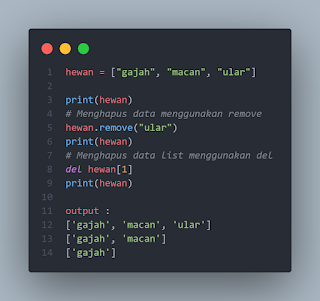 1 hewan = ["gajah", "macan", "ular"]
2
3 print(hewan)
4 # Menghapus data menggunakan remove
5 hewan.remove("ular")
6 print(hewan)
7 # Menghapus data list menggunakan del
8 del hewan[1]
9 print(hewan)
10
11 output :
12 ['gajah', 'macan', 'ular']
13 ['gajah', 'macan']
14 ['gajah']